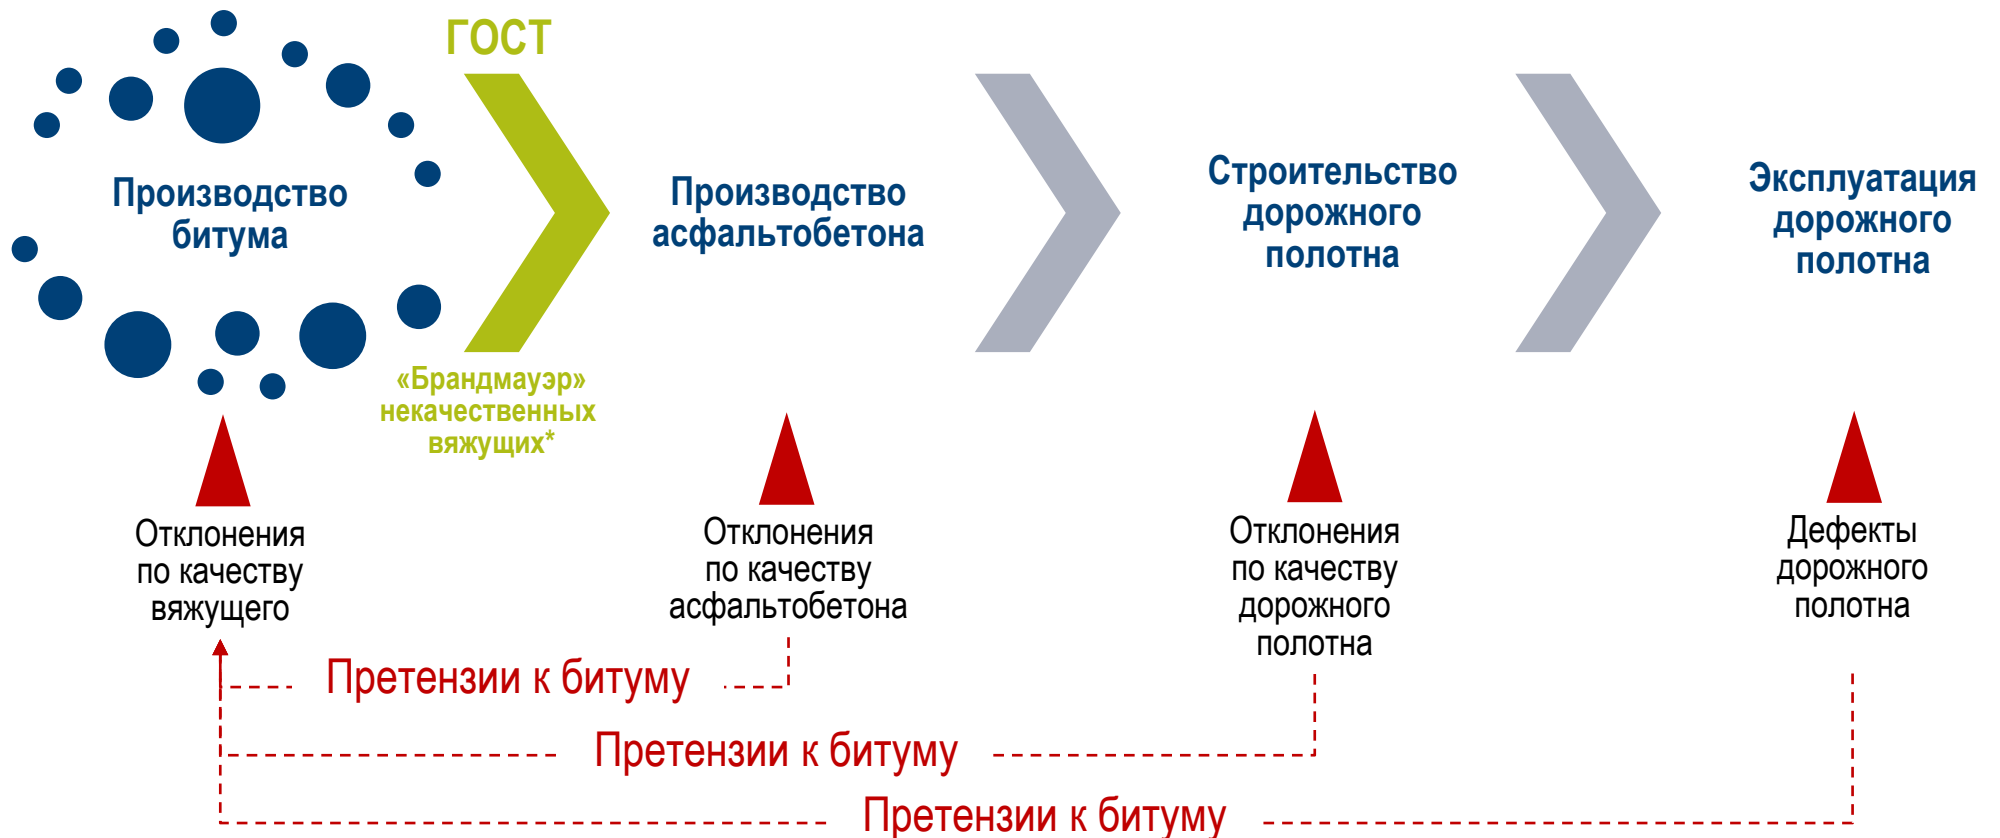 ГОСТ
Производство
битума
«Брандмауэр»
некачественных
вяжущих*
Производство
асфальтобетона
Строительство
дорожного
полотна
Эксплуатация
дорожного
полотна
Отклонения
по качеству
вяжущего
Отклонения
по качеству
асфальтобетона
Отклонения
по качеству
дорожного
полотна
Дефекты
дорожного
полотна
Претензии к битуму
Претензии к битуму
Претензии к битуму